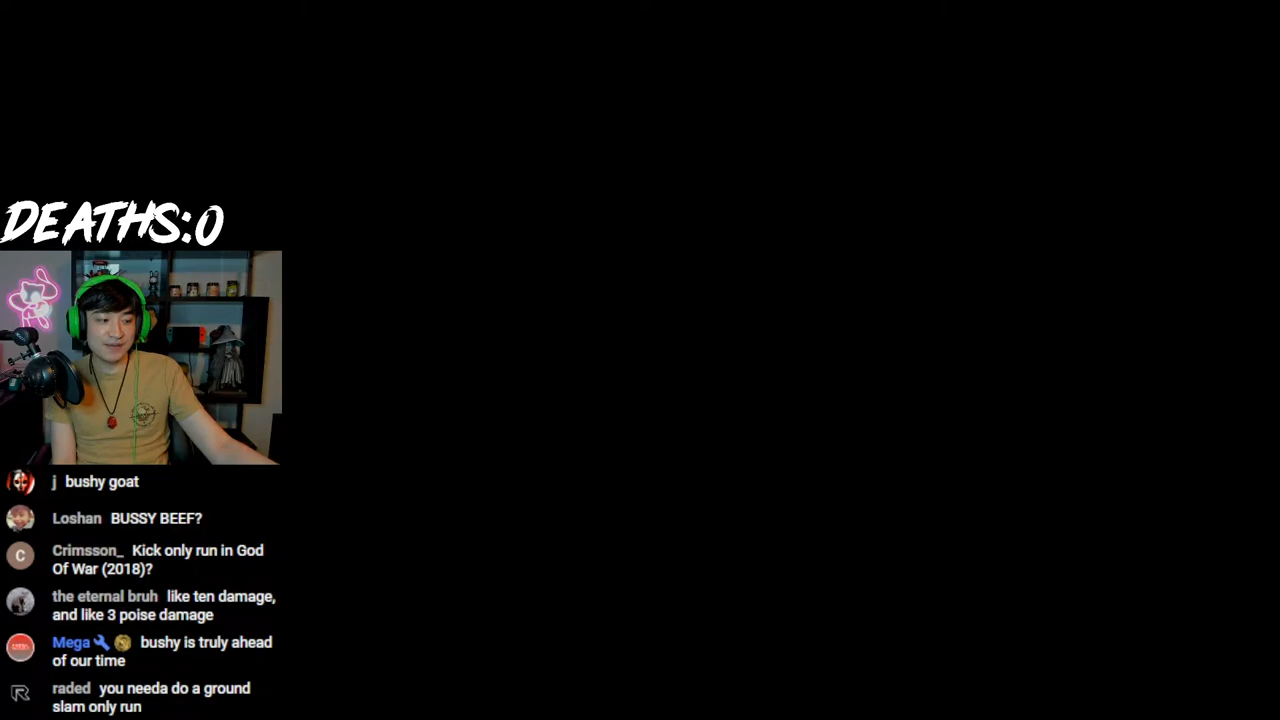 DEATHS:0
j bushy goat
Loshan BUSSY BEEF?
Crimsson_ Kick only run in God
Of War (2018)?
the eternal bruh like ten damage,
and like 3 poise damage
Mega bushy is truly ahead
of our time
raded you needa do a ground
slam only run
C
R